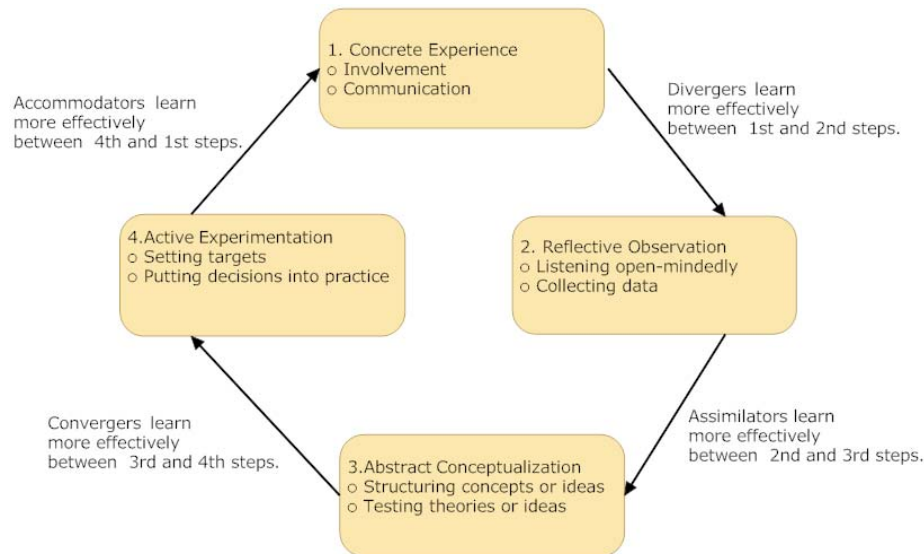 1. Concrete Experience
○ Involvement
○ Communication
Divergers learn
more effectively
between 1st and 2nd steps.
2. Reflective Observation
○ Listening open-mindedly
○ Collecting data
Assimilators learn
more effectively
between 2nd and 3rd steps.
3.Abstract Conceptualization
○ Structuring concepts or ideas
○ Testing theories or ideas
Convergers learn
more effectively
between 3rd and 4th steps.
4.Active Experimentation
○ Setting targets
○ Putting decisions into practice
Accommodators learn
more effectively
between 4th and 1st steps.